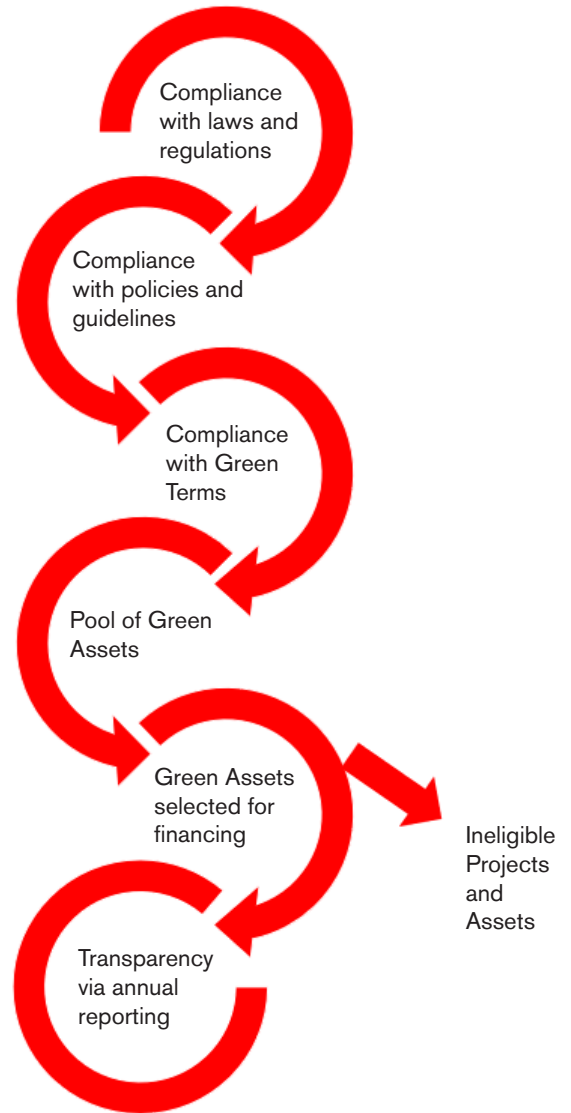 Compliance
with laws and
regulations
Compliance
with policies and
guidelines
Compliance
with Green
Terms
Pool of Green
Assets
Green Assets
selected for
financing
Ineligible
Projects
and
Assets
Transparency
via annual
reporting